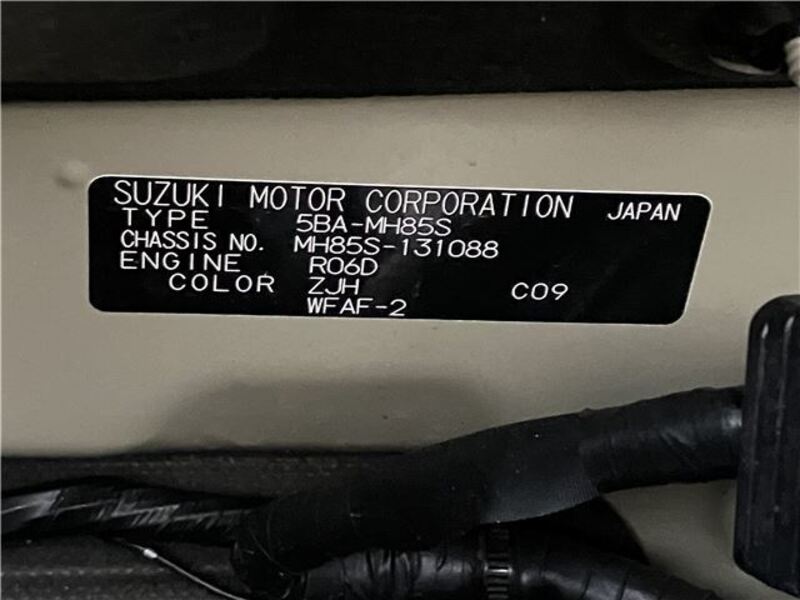 SUZUKI MOTOR CORPORATION JAPAN
TYPE 5BA-MH85S
CHASSIS NO. MH85S-131088
ENGINE R06D
COLOR ZJH C09
WFAF-2